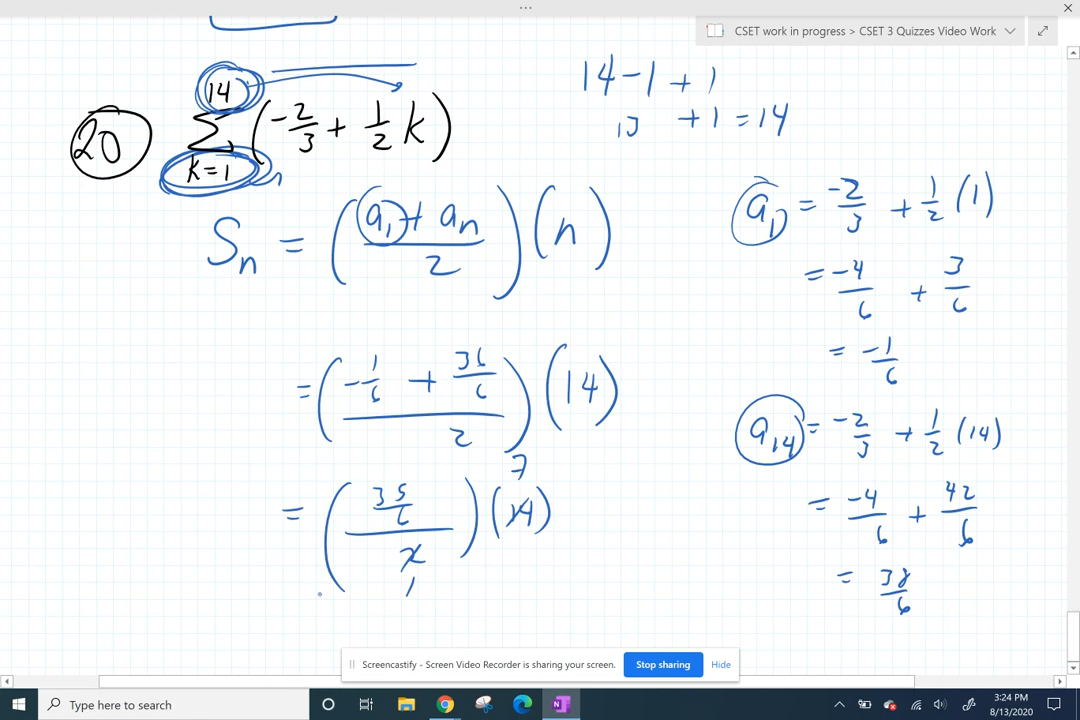 CSET work in progress > CSET 3 Quizzes Video Work
20
14
∑ (-2/3 + 1/2 k)
k=1
14-1+1
13 +1=14
Sn = ((a1 + an)/2)(n)
= ((-1/6 + 36/6)/2)(14)
7
= ((35/6)/2)(14)
1
a1 = -2/3 + 1/2 (1)
= -4/6 + 3/6
= -1/6
a14 = -2/3 + 1/2 (14)
= -4/6 + 42/6
= 38/6
Screencastify - Screen Video Recorder is sharing your screen.
Stop sharing
Hide
Type here to search
3:24 PM
8/13/2020